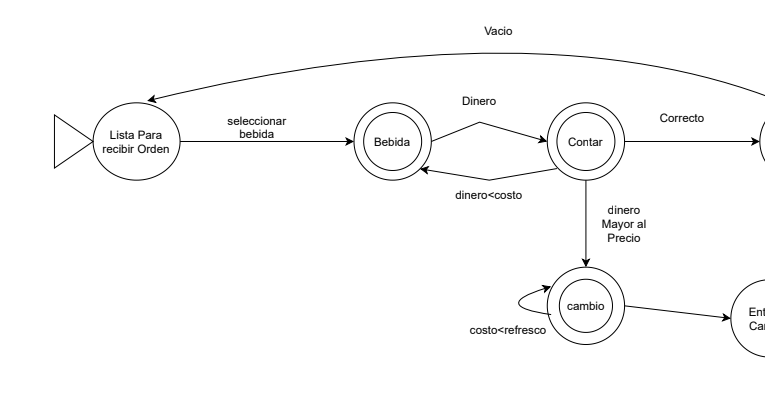 Vacio
Lista Para
recibir Orden
seleccionar
bebida
Bebida
Dinero
Contar
Correcto
dinero<costo
dinero
Mayor al
Precio
cambio
costo<refresco